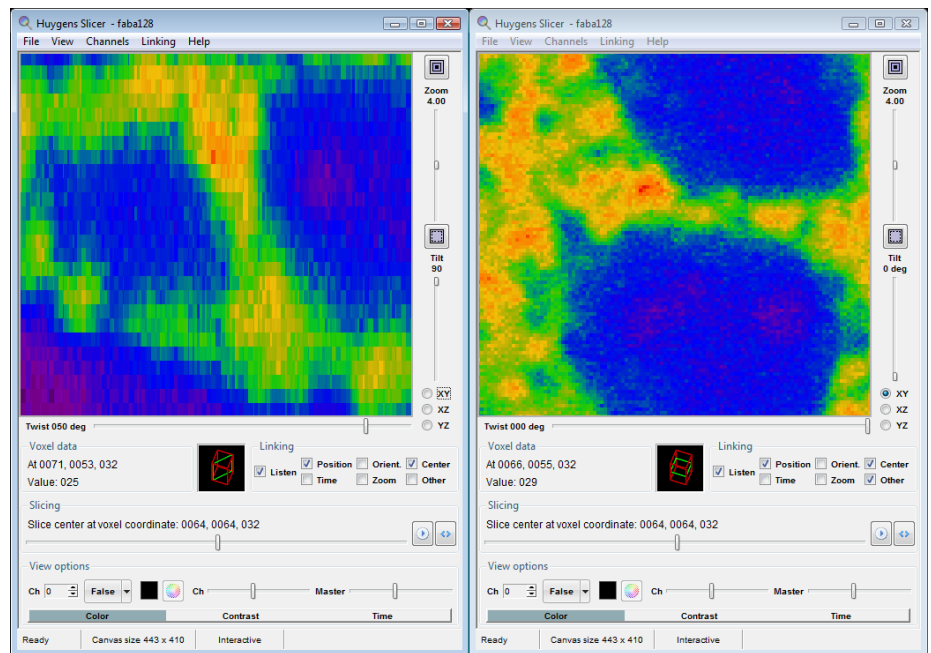 Huygens Slicer - faba128
File View Channels Linking Help
Zoom
4.00
Tilt
90
XY
XZ
YZ
Twist 050 deg
Voxel data
At 0071, 0053, 032
Value: 025
Linking
Listen
Position Orient. Center
Time Zoom Other
Slicing
Slice center at voxel coordinate: 0064, 0064, 032
View options
Ch 0 False Ch Master
Color Contrast Time
Ready Canvas size 443 x 410 Interactive
Huygens Slicer - faba128
File View Channels Linking Help
Zoom
4.00
Tilt
0 deg
XY
XZ
YZ
Twist 000 deg
Voxel data
At 0066, 0055, 032
Value: 029
Linking
Listen
Position Orient. Center
Time Zoom Other
Slicing
Slice center at voxel coordinate: 0064, 0064, 032
View options
Ch 0 False Ch Master
Color Contrast Time
Ready Canvas size 443 x 410 Interactive